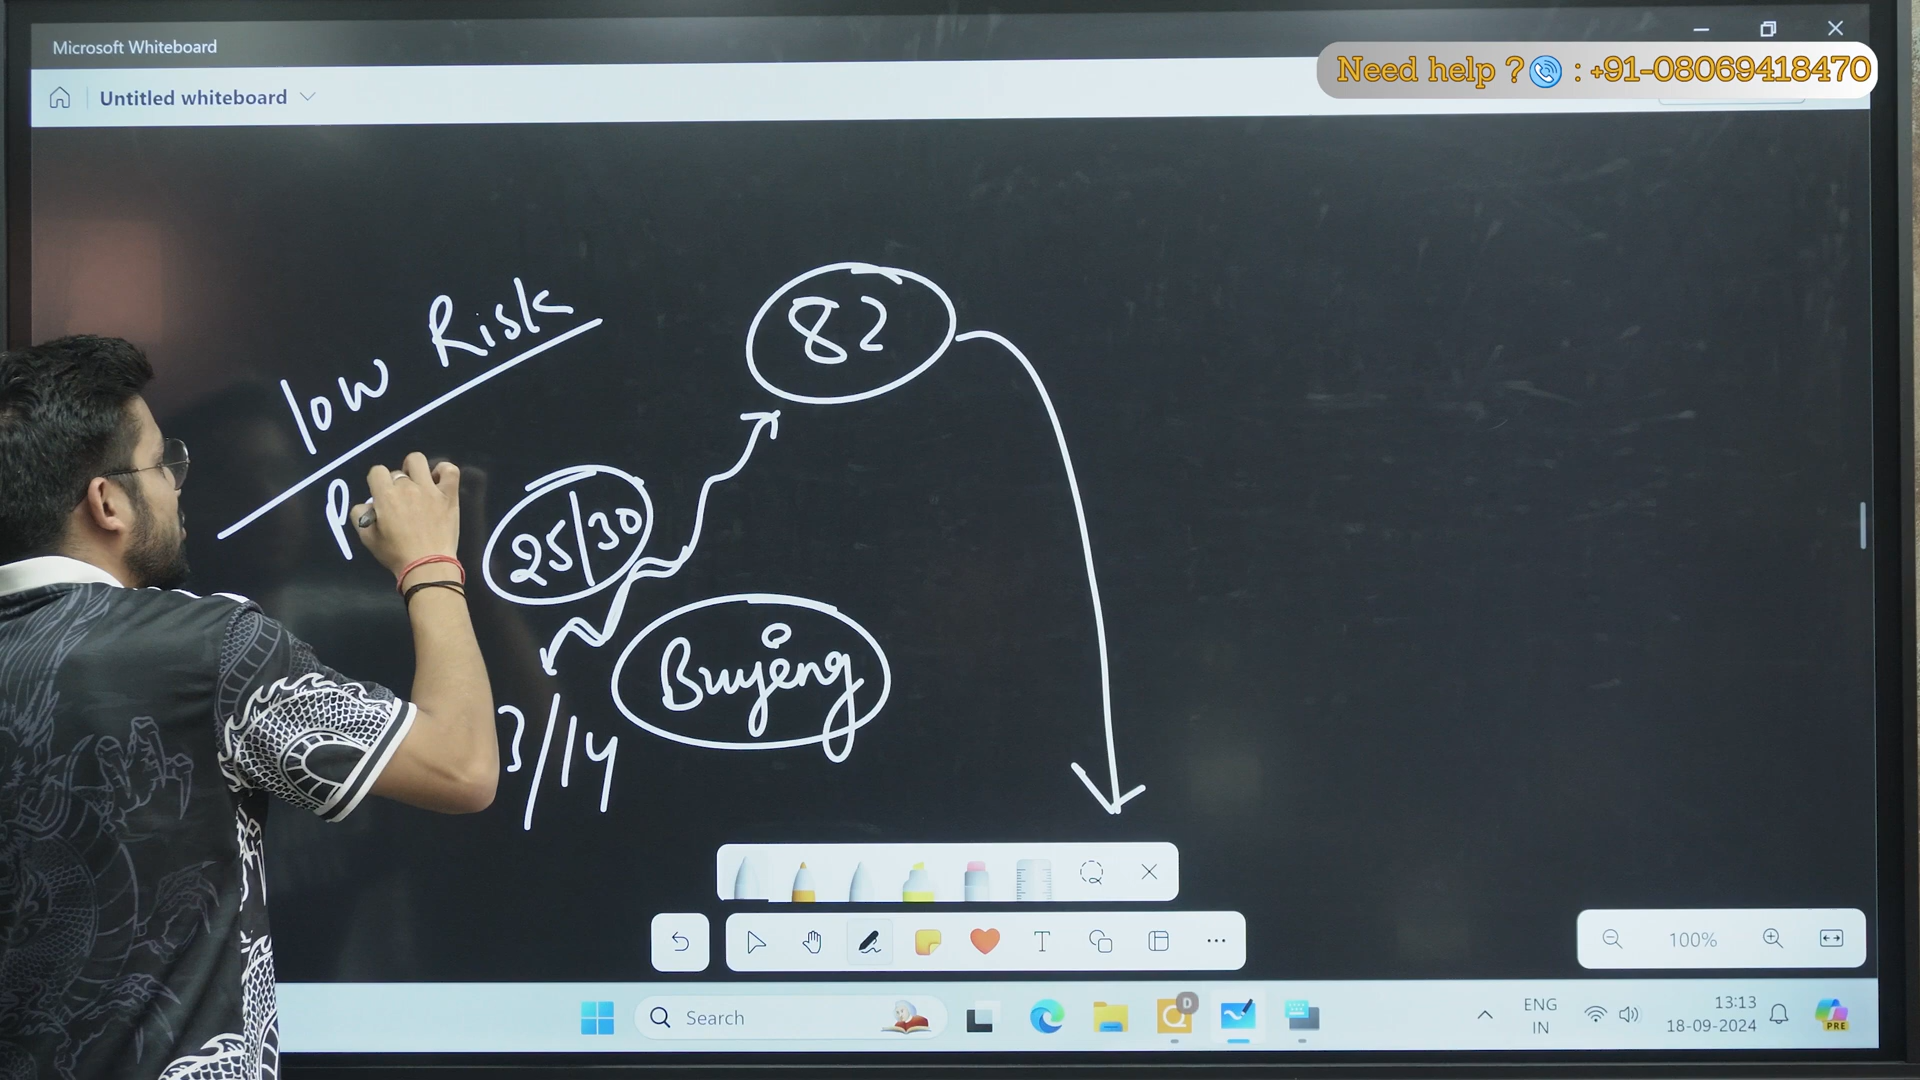 Microsoft Whiteboard
Need help ? : +91-08069418470
Untitled whiteboard
low Risk
P
82
25/30
Buying
3/14
T
100%
Search
D
ENG
IN
13:13
18-09-2024
PRE